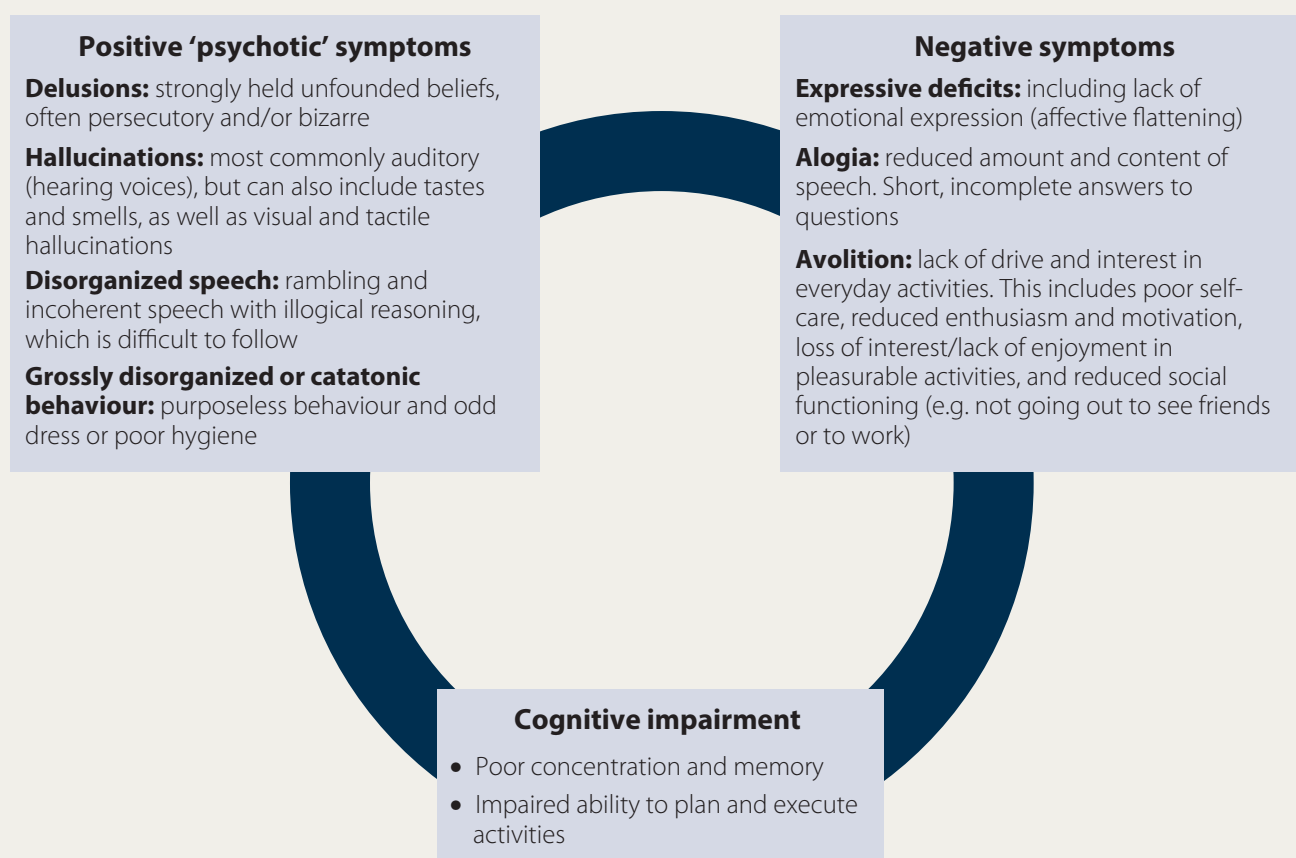 Positive ‘psychotic’ symptoms
Delusions: strongly held unfounded beliefs,
often persecutory and/or bizarre
Hallucinations: most commonly auditory
(hearing voices), but can also include tastes
and smells, as well as visual and tactile
hallucinations
Disorganized speech: rambling and
incoherent speech with illogical reasoning,
which is difficult to follow
Grossly disorganized or catatonic
behaviour: purposeless behaviour and odd
dress or poor hygiene
Negative symptoms
Expressive deficits: including lack of
emotional expression (affective flattening)
Alogia: reduced amount and content of
speech. Short, incomplete answers to
questions
Avolition: lack of drive and interest in
everyday activities. This includes poor self-
care, reduced enthusiasm and motivation,
loss of interest/lack of enjoyment in
pleasurable activities, and reduced social
functioning (e.g. not going out to see friends
or to work)
Cognitive impairment
• Poor concentration and memory
• Impaired ability to plan and execute
activities